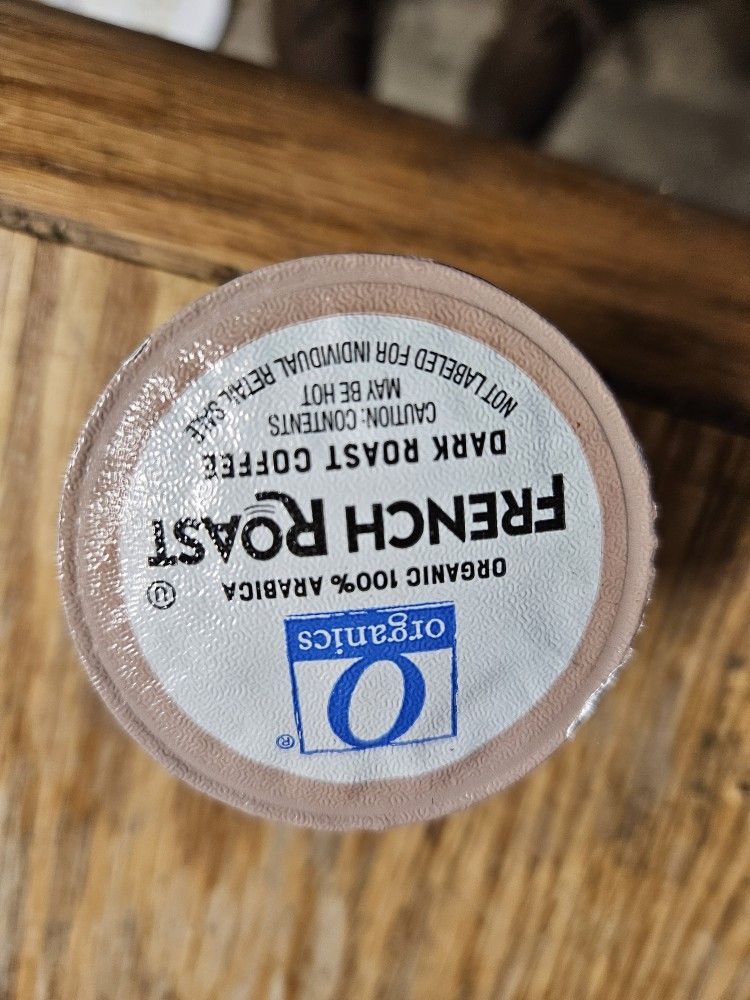 O
organics®
ORGANIC 100% ARABICA
U
FRENCH ROAST
DARK ROAST COFFEE
CAUTION: CONTENTS
MAY BE HOT
NOT LABELED FOR INDIVIDUAL RETAIL SALE